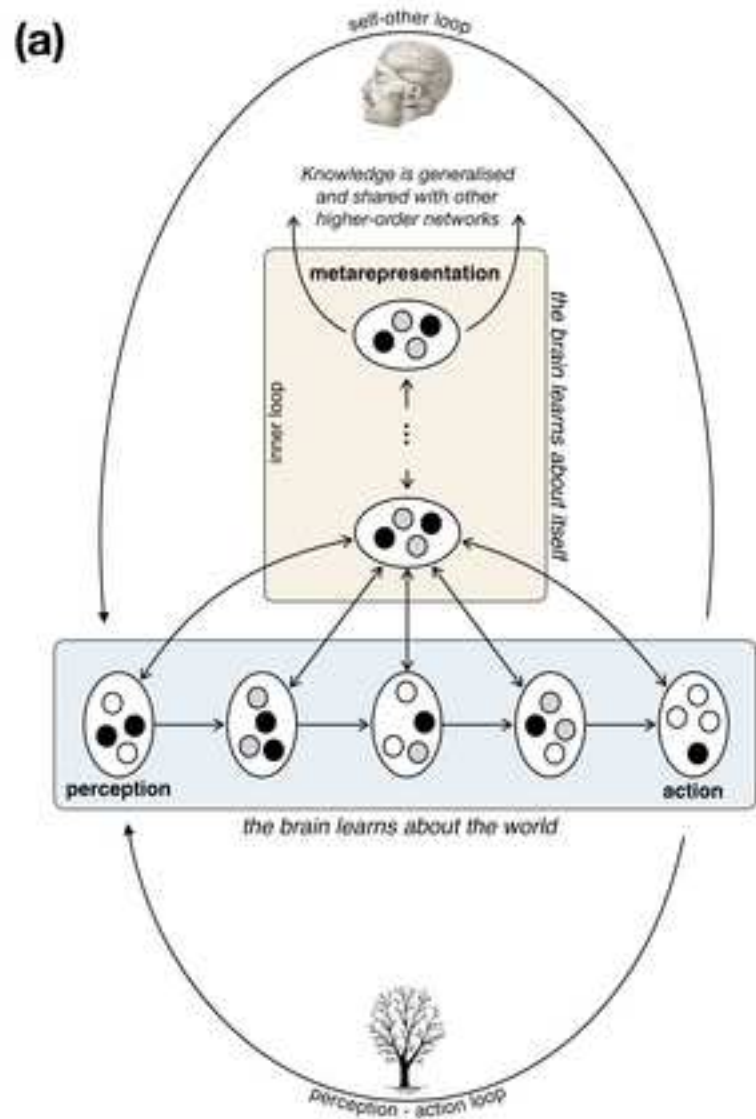 (a)
self-other loop
Knowledge is generalised
and shared with other
higher-order networks
metarepresentation
inner loop
the brain learns about itself
perception
action
the brain learns about the world
perception - action loop